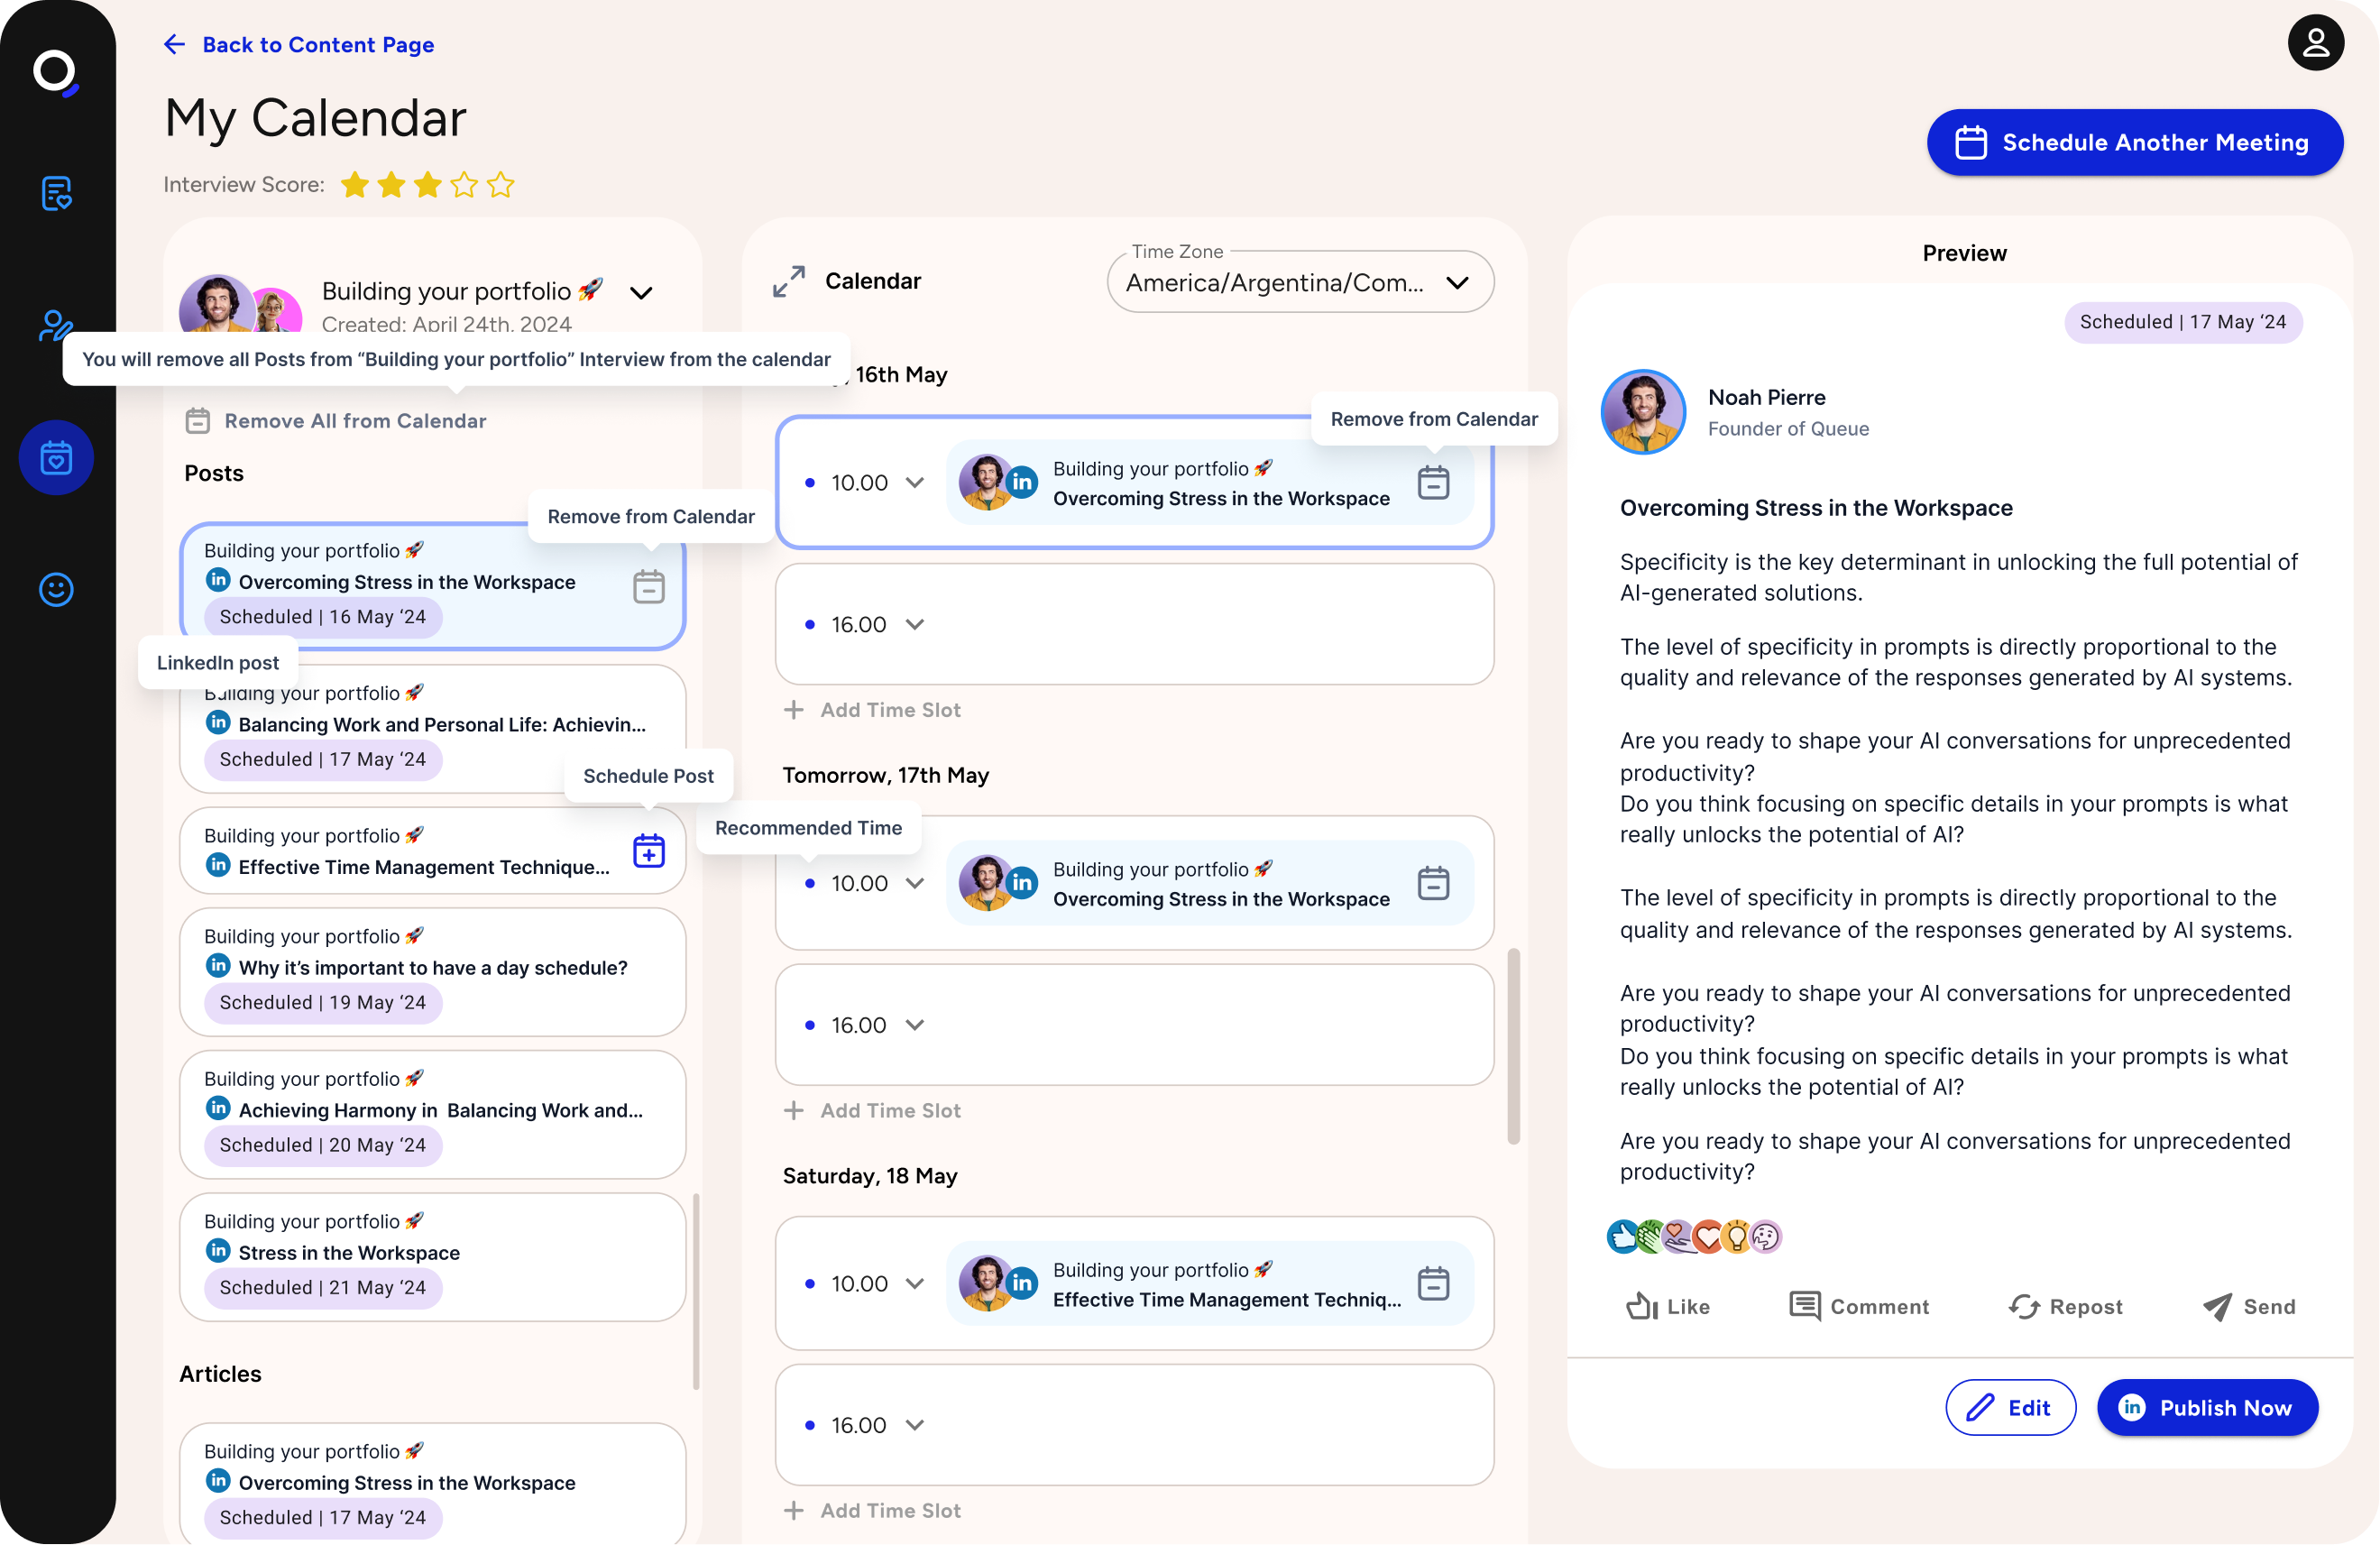 Back to Content Page
My Calendar
Interview Score:
Schedule Another Meeting
Building your portfolio 🚀
Created: April 24th, 2024
You will remove all Posts from “Building your portfolio” Interview from the calendar
Remove All from Calendar
Posts
Remove from Calendar
Building your portfolio 🚀
in Overcoming Stress in the Workspace
Scheduled | 16 May ‘24
LinkedIn post
Building your portfolio 🚀
in Balancing Work and Personal Life: Achievin...
Scheduled | 17 May ‘24
Schedule Post
Building your portfolio 🚀
in Effective Time Management Technique...
Building your portfolio 🚀
in Why it’s important to have a day schedule?
Scheduled | 19 May ‘24
Building your portfolio 🚀
in Achieving Harmony in Balancing Work and...
Scheduled | 20 May ‘24
Building your portfolio 🚀
in Stress in the Workspace
Scheduled | 21 May ‘24
Articles
Building your portfolio 🚀
in Overcoming Stress in the Workspace
Scheduled | 17 May ‘24
Calendar
Time Zone
America/Argentina/Com...
, 16th May
Remove from Calendar
10.00
in
Building your portfolio 🚀
Overcoming Stress in the Workspace
16.00
Add Time Slot
Tomorrow, 17th May
Recommended Time
10.00
in
Building your portfolio 🚀
Overcoming Stress in the Workspace
16.00
Add Time Slot
Saturday, 18 May
10.00
in
Building your portfolio 🚀
Effective Time Management Techniq...
16.00
Add Time Slot
Preview
Scheduled | 17 May ‘24
Noah Pierre
Founder of Queue
Overcoming Stress in the Workspace
Specificity is the key determinant in unlocking the full potential of
AI-generated solutions.
The level of specificity in prompts is directly proportional to the
quality and relevance of the responses generated by AI systems.
Are you ready to shape your AI conversations for unprecedented
productivity?
Do you think focusing on specific details in your prompts is what
really unlocks the potential of AI?
The level of specificity in prompts is directly proportional to the
quality and relevance of the responses generated by AI systems.
Are you ready to shape your AI conversations for unprecedented
productivity?
Do you think focusing on specific details in your prompts is what
really unlocks the potential of AI?
Are you ready to shape your AI conversations for unprecedented
productivity?
Like
Comment
Repost
Send
Edit
in Publish Now